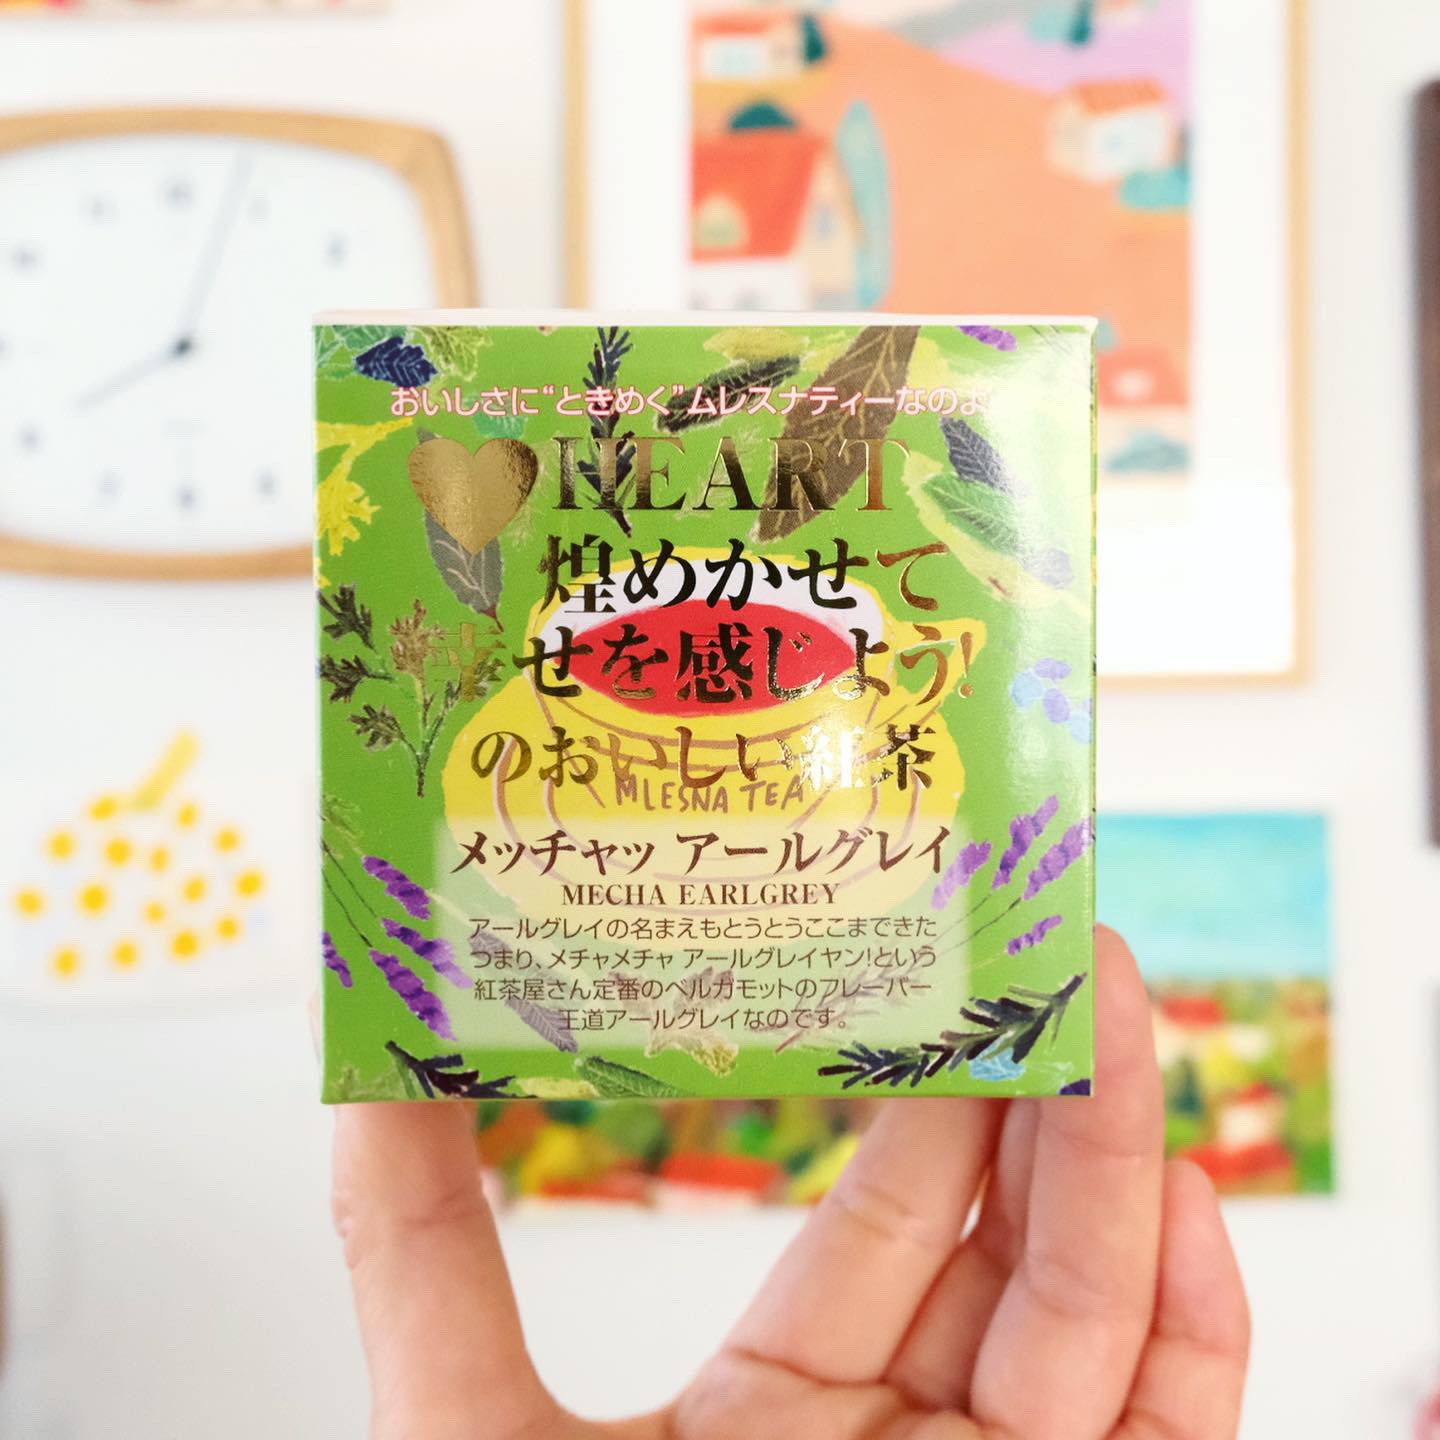 おいしさに“ときめく”ムレスナティーなのよ
HEART
煌めかせて
幸せを感じよう!
のおいしい紅茶
MLESNA TEA
メッチャッ アールグレイ
MECHA EARLGREY
アールグレイの名まえもとうとうここまできた
つまり、メチャメチャ アールグレイヤン!という
紅茶屋さん定番のベルガモットのフレーバー
王道アールグレイなのです。